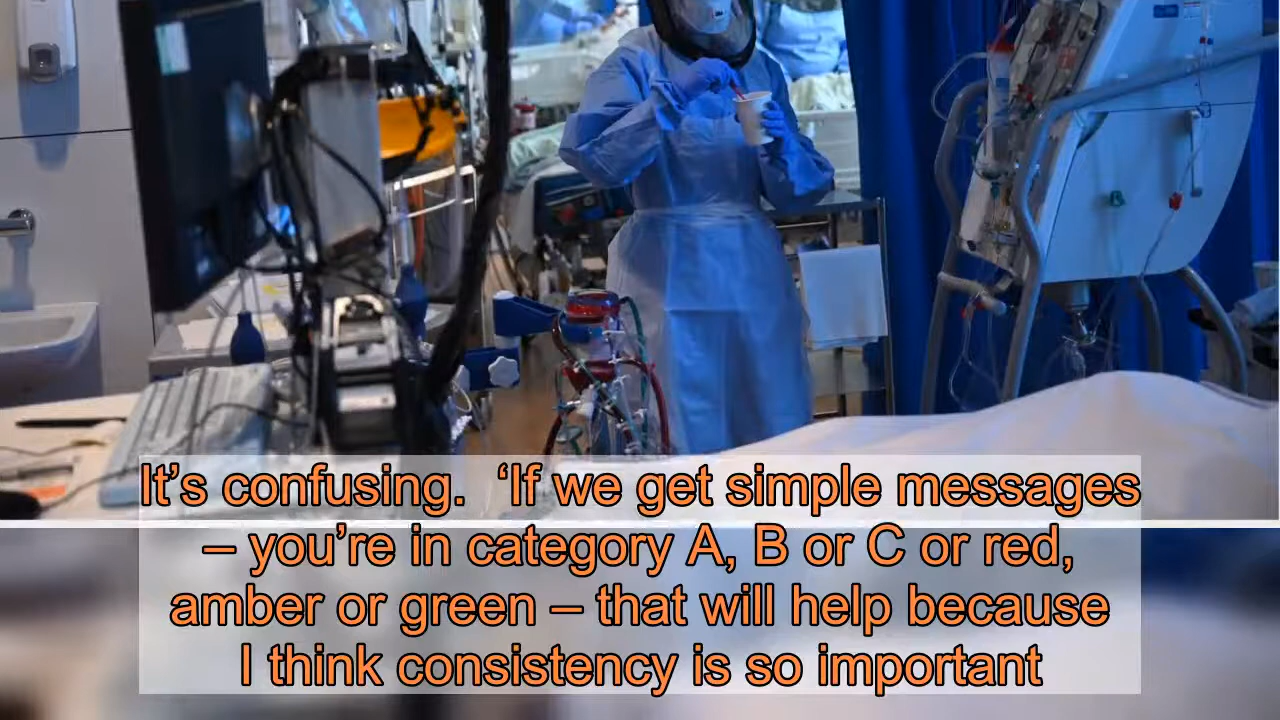 It’s confusing.  ‘If we get simple messages
– you’re in category A, B or C or red,
amber or green – that will help because
I think consistency is so important